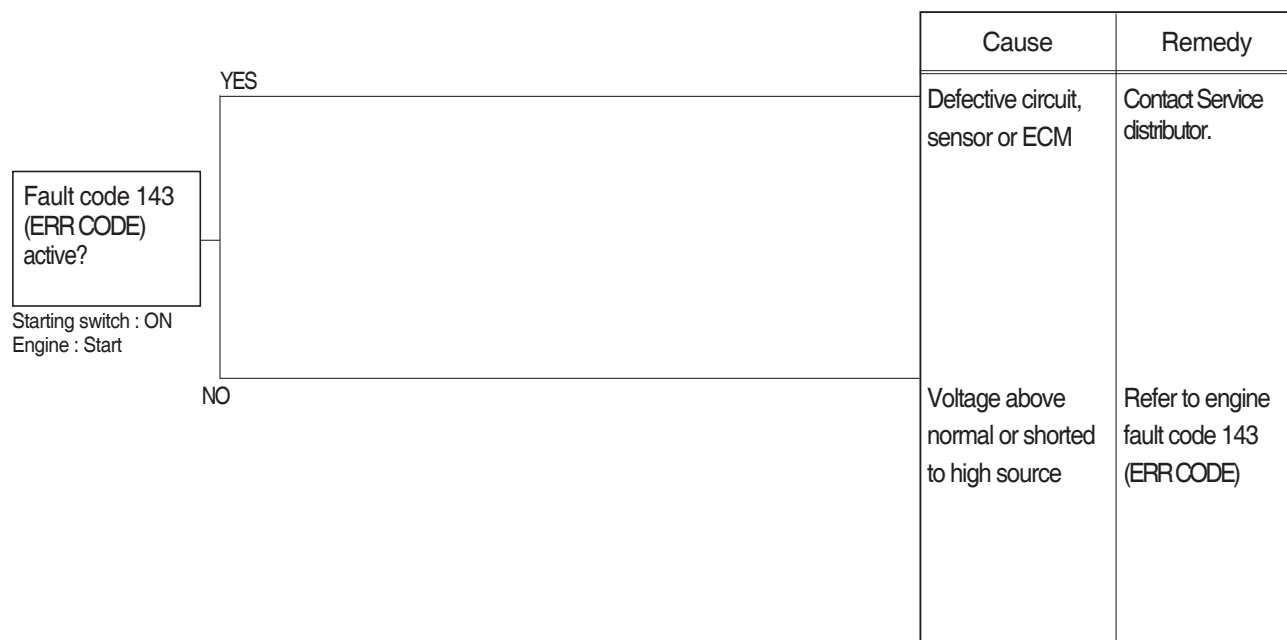 Cause
Remedy
YES
Defective circuit,
sensor or ECM
Contact Service
distributor.
Fault code 143
(ERR CODE)
active?
Starting switch : ON
Engine : Start
NO
Voltage above
normal or shorted
to high source
Refer to engine
fault code 143
(ERR CODE)